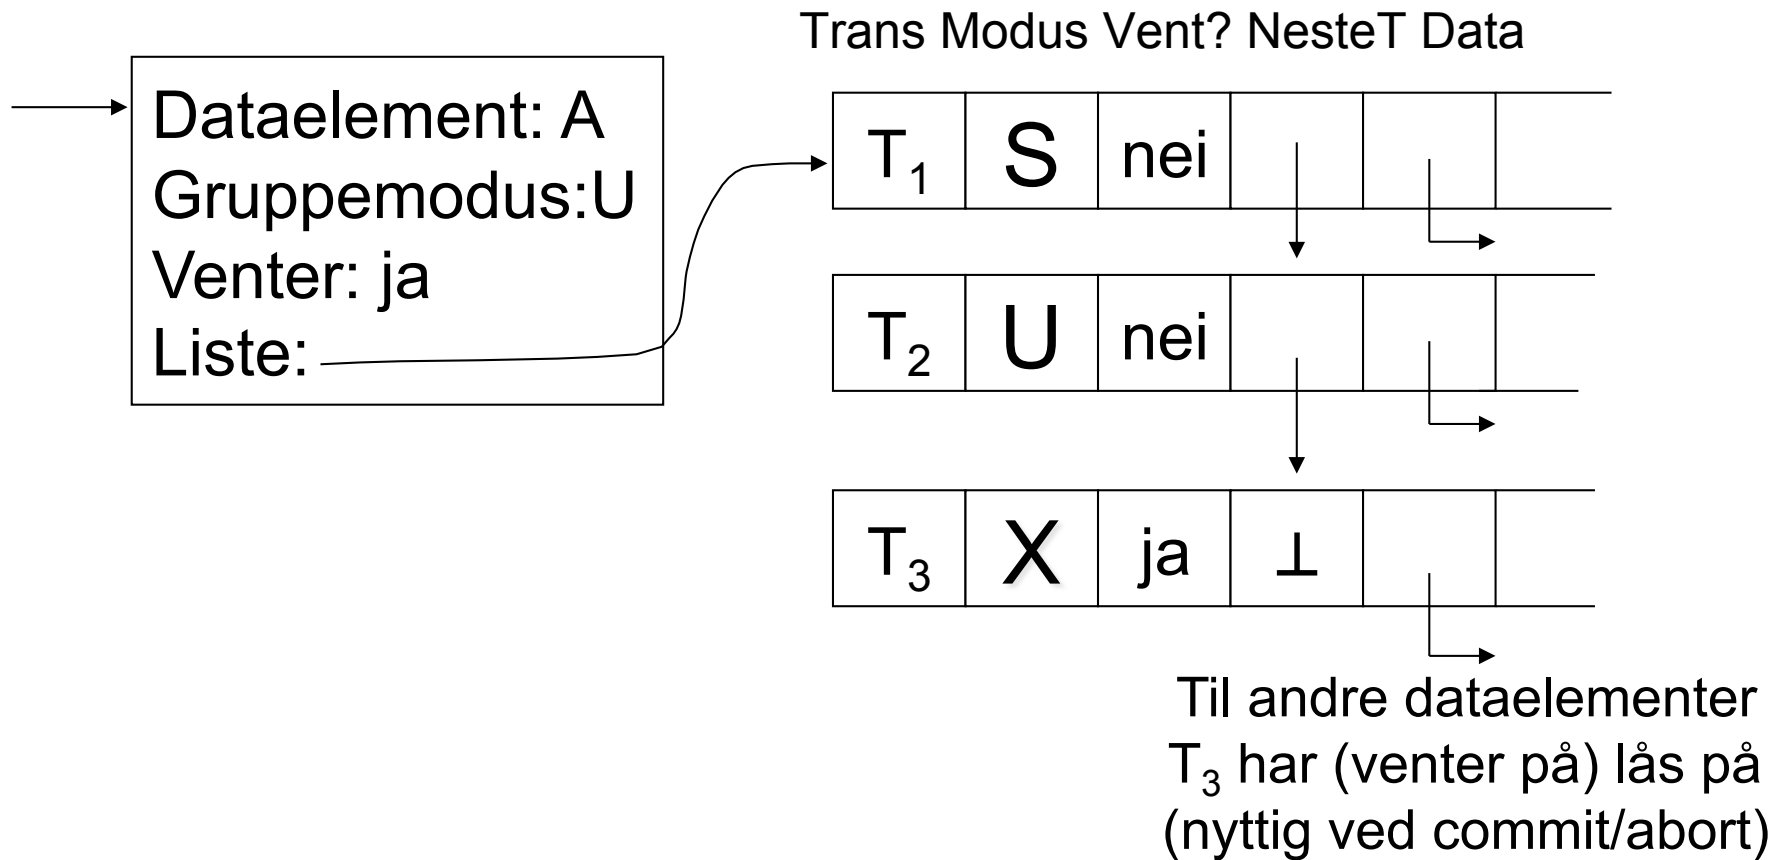 Trans Modus Vent? NesteT Data
Dataelement: A
Gruppemodus:U
Venter: ja
Liste:
T₁ S nei
T₂ U nei
T₃ X ja ⊥
Til andre dataelementer
T₃ har (venter på) lås på
(nyttig ved commit/abort)